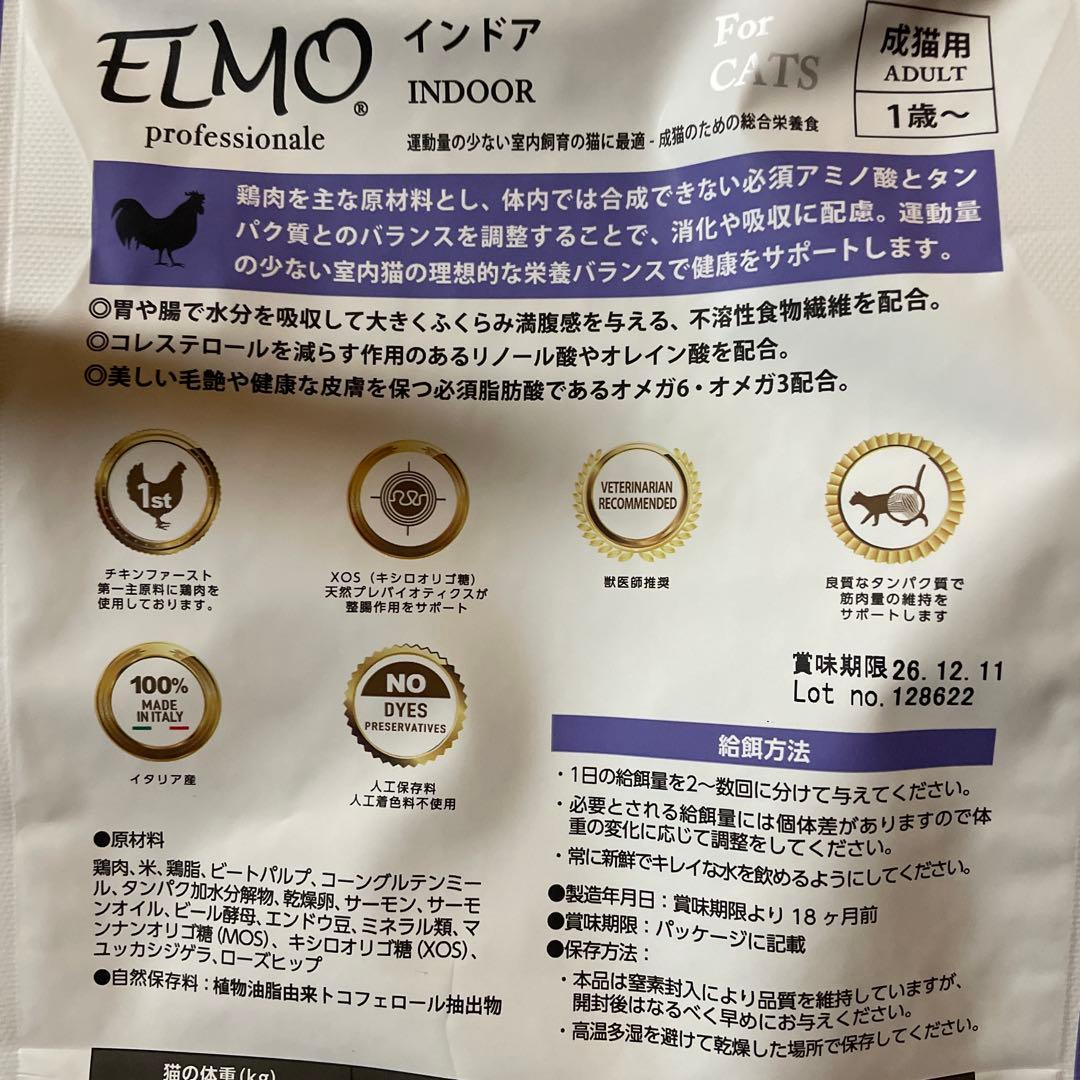 ELMO®
professionale
インドア
INDOOR
運動量の少ない室内飼育の猫に最適 - 成猫のための総合栄養食
For
CATS
成猫用
ADULT
1歳〜
鶏肉を主な原材料とし、体内では合成できない必須アミノ酸とタン
パク質とのバランスを調整することで、消化や吸収に配慮。運動量
の少ない室内猫の理想的な栄養バランスで健康をサポートします。
◎胃や腸で水分を吸収して大きくふくらみ満腹感を与える、不溶性食物繊維を配合。
◎コレステロールを減らす作用のあるリノール酸やオレイン酸を配合。
◎美しい毛艶や健康な皮膚を保つ必須脂肪酸であるオメガ6・オメガ3配合。
1st
チキンファースト
第一主原料に鶏肉を
使用しております。
XOS（キシロオリゴ糖）
天然プレバイオティクスが
整腸作用をサポート
VETERINARIAN
RECOMMENDED
獣医師推奨
良質なタンパク質で
筋肉量の維持を
サポートします
100%
MADE
IN ITALY
イタリア産
NO
DYES
PRESERVATIVES
人工保存料
人工着色料不使用
賞味期限 26.12.11
Lot no.128622
●原材料
鶏肉、米、鶏脂、ビートパルプ、コーングルテンミー
ル、タンパク加水分解物、乾燥卵、サーモン、サーモ
ンオイル、ビール酵母、エンドウ豆、ミネラル類、マ
ンナンオリゴ糖（MOS）、キシロオリゴ糖（XOS）、
ユッカシジゲラ、ローズヒップ
●自然保存料：植物油脂由来トコフェロール抽出物
給餌方法
・1日の給餌量を2〜数回に分けて与えてください。
・必要とされる給餌量には個体差がありますので体
重の変化に応じて調整をしてください。
・常に新鮮でキレイな水を飲めるようにしてください。
●製造年月日：賞味期限より18ヶ月前
●賞味期限：パッケージに記載
●保存方法：
・本品は窒素封入により品質を維持していますが、
開封後はなるべく早めにお与えください。
・高温多湿を避けて乾燥した場所で保存してください。
猫の体重(kg)